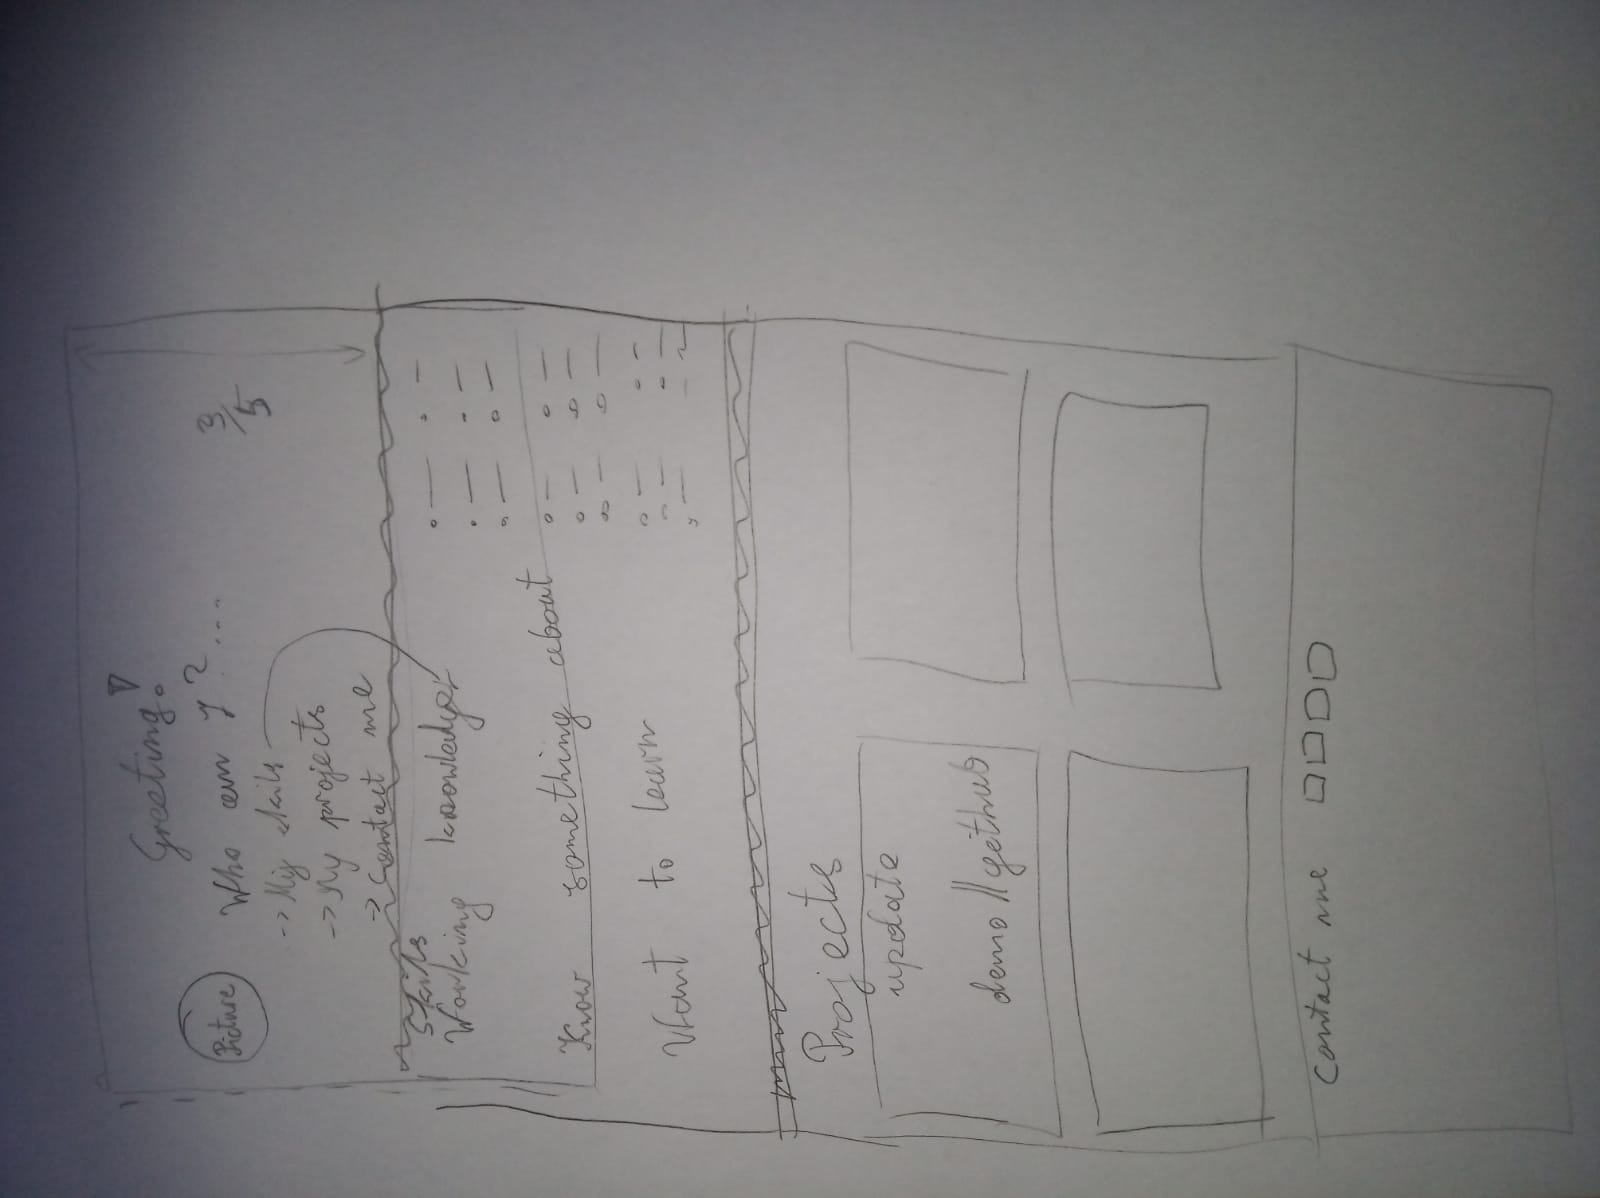 Greeting!
Picture
Who am I? ...
3/5
-> My skills
-> My projects
-> Contact me
Skills
Working knowledge
Know something about
Want to learn
Projects
update
demo // github
Contact me